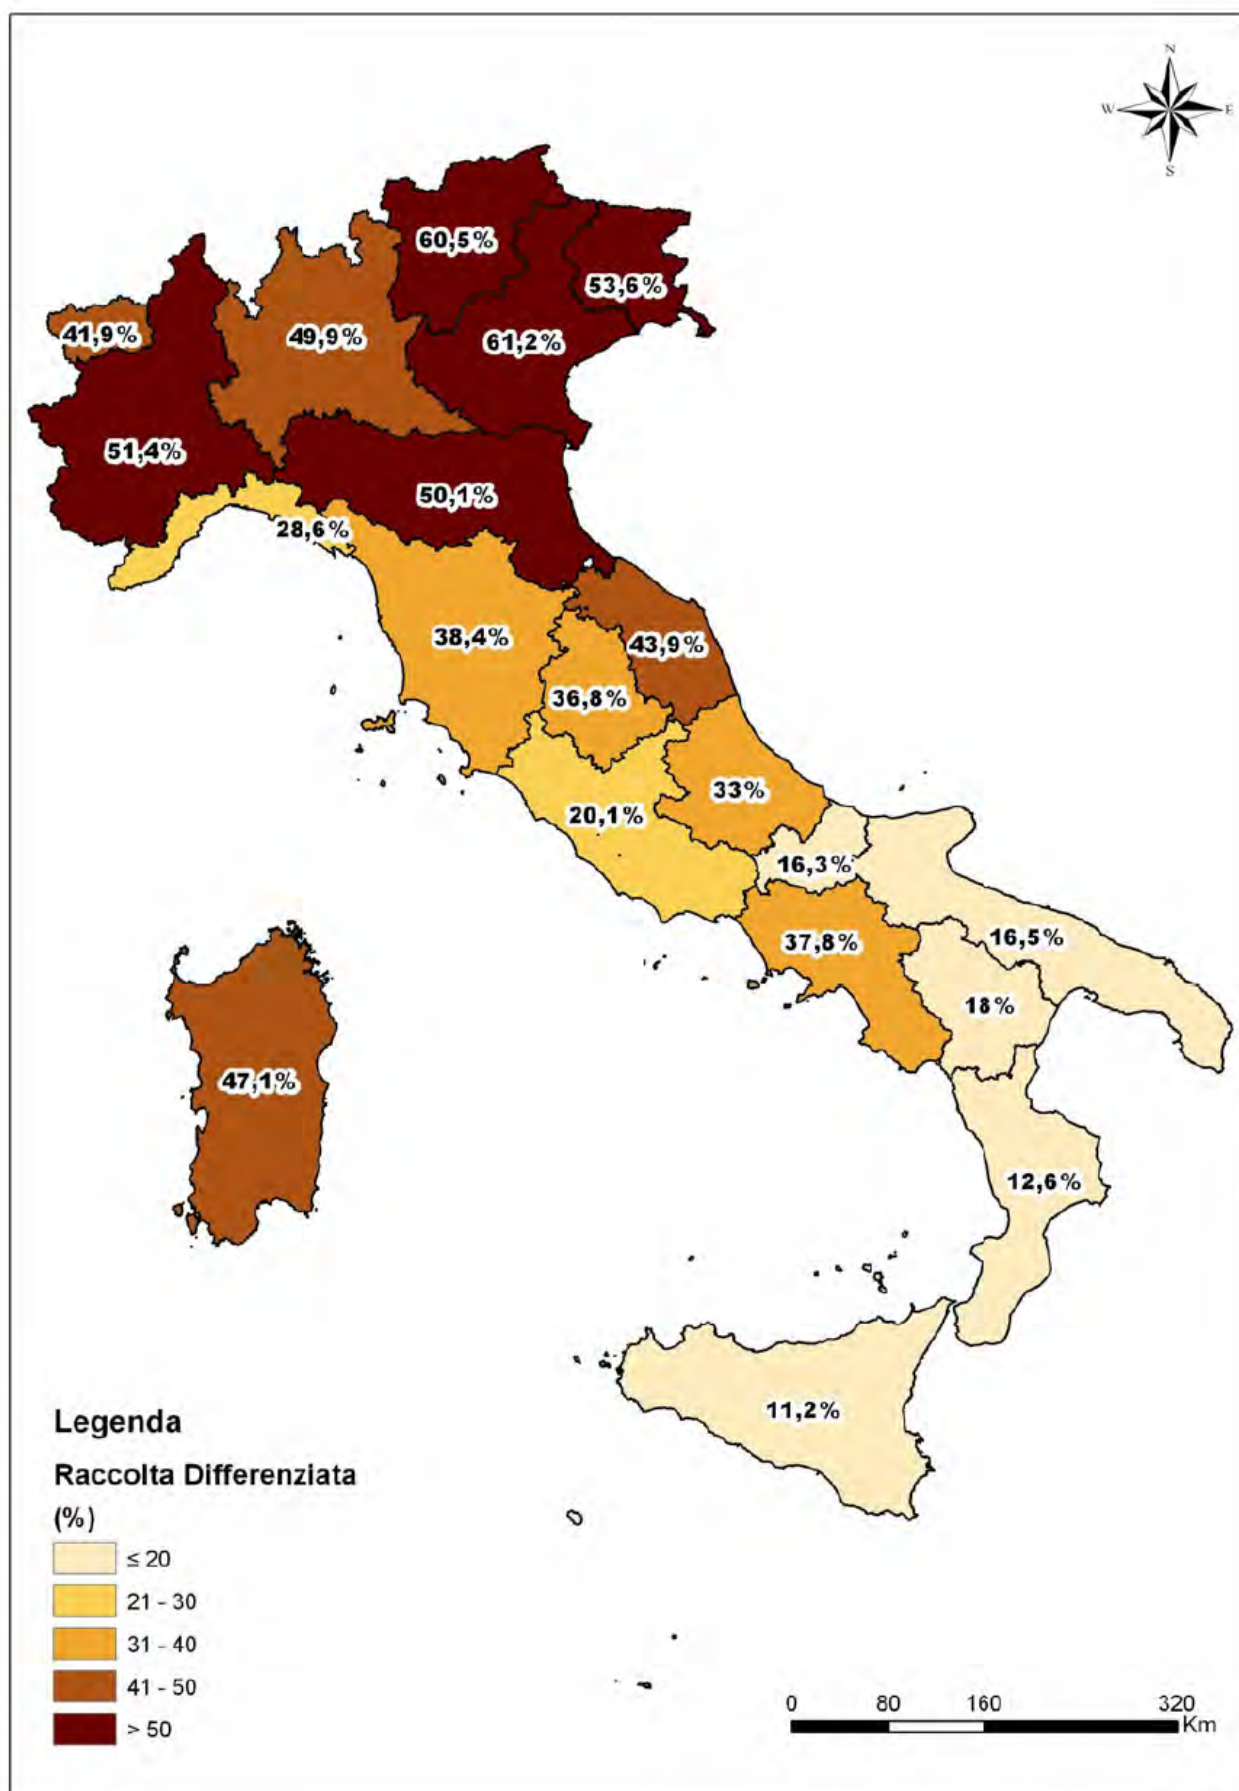 N
W E
S
60,5%
53,6%
41,9%
49,9%
61,2%
51,4%
50,1%
28,6%
38,4%
43,9%
36,8%
33%
20,1%
16,3%
37,8%
16,5%
18%
47,1%
12,6%
11,2%
Legenda
Raccolta Differenziata
(%)
≤ 20
21 - 30
31 - 40
41 - 50
> 50
0 80 160 320
Km